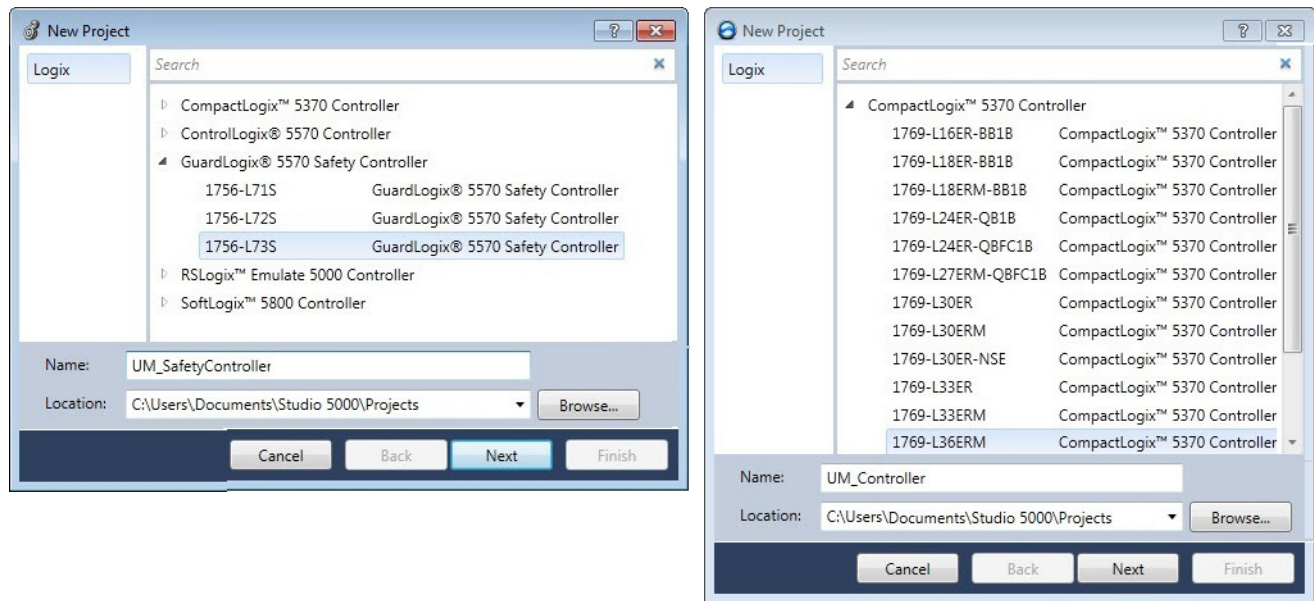 New Project
Logix
Search
CompactLogix™ 5370 Controller
ControlLogix® 5570 Controller
GuardLogix® 5570 Safety Controller
1756-L71S GuardLogix® 5570 Safety Controller
1756-L72S GuardLogix® 5570 Safety Controller
1756-L73S GuardLogix® 5570 Safety Controller
RSLogix™ Emulate 5000 Controller
SoftLogix™ 5800 Controller
Name: UM_SafetyController
Location: C:\Users\Documents\Studio 5000\Projects Browse...
Cancel Back Next Finish
New Project
Logix
Search
CompactLogix™ 5370 Controller
1769-L16ER-BB1B CompactLogix™ 5370 Controller
1769-L18ER-BB1B CompactLogix™ 5370 Controller
1769-L18ERM-BB1B CompactLogix™ 5370 Controller
1769-L24ER-QB1B CompactLogix™ 5370 Controller
1769-L24ER-QBFC1B CompactLogix™ 5370 Controller
1769-L27ERM-QBFC1B CompactLogix™ 5370 Controller
1769-L30ER CompactLogix™ 5370 Controller
1769-L30ERM CompactLogix™ 5370 Controller
1769-L30ER-NSE CompactLogix™ 5370 Controller
1769-L33ER CompactLogix™ 5370 Controller
1769-L33ERM CompactLogix™ 5370 Controller
1769-L36ERM CompactLogix™ 5370 Controller
Name: UM_Controller
Location: C:\Users\Documents\Studio 5000\Projects Browse...
Cancel Back Next Finish